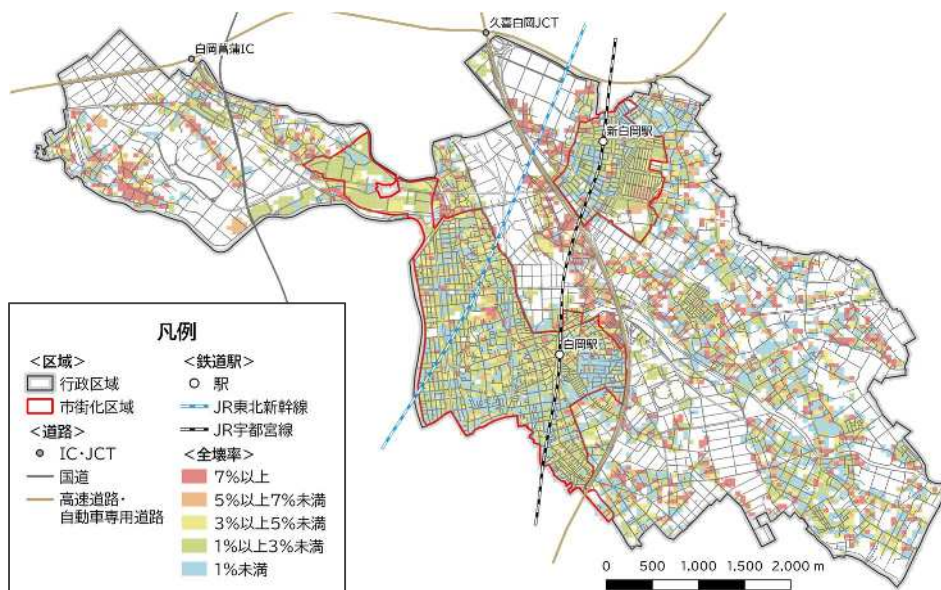 久喜白岡JCT
白岡菖蒲IC
新白岡駅
白岡駅
凡例
<区域>
行政区域
市街化区域
<道路>
IC・JCT
国道
高速道路・
自動車専用道路
<鉄道駅>
駅
JR東北新幹線
JR宇都宮線
<全壊率>
7%以上
5%以上7%未満
3%以上5%未満
1%以上3%未満
1%未満
0 500 1,000 1,500 2,000 m